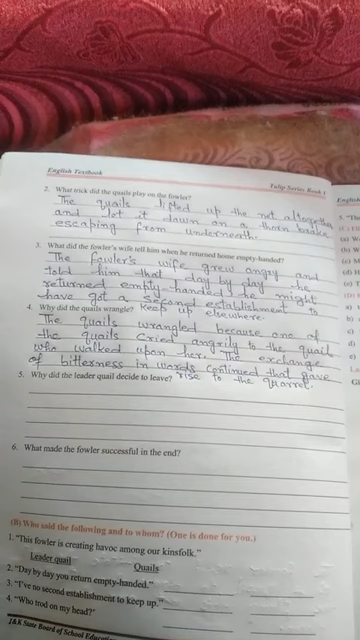 English Textbook
Tulip Series Book
2. What trick did the quails play on the fowler?
The quails lifted up the net altogether
and let it down on a thorn brake
escaping from underneath.
3. What did the fowler's wife tell him when he returned home empty-handed?
The fowler's wife grew angry and
told him that day by day he
returned empty-handed he might
have got a second establishment to
keep up elsewhere.
4. Why did the quails wrangle?
The quails wrangled because one of
the quails cried angrily to the quail
who walked upon her. The exchange
of bitterness in words continued that gave
rise to the quarrel.
5. Why did the leader quail decide to leave?
6. What made the fowler successful in the end?
(B) Who said the following and to whom? (One is done for you.)
1. "This fowler is creating havoc among our kinsfolk."
Leader quail Quails
2. "Day by day you return empty-handed."
3. "I've no second establishment to keep up."
4. "Who trod on my head?"
J&K State Board of School
English